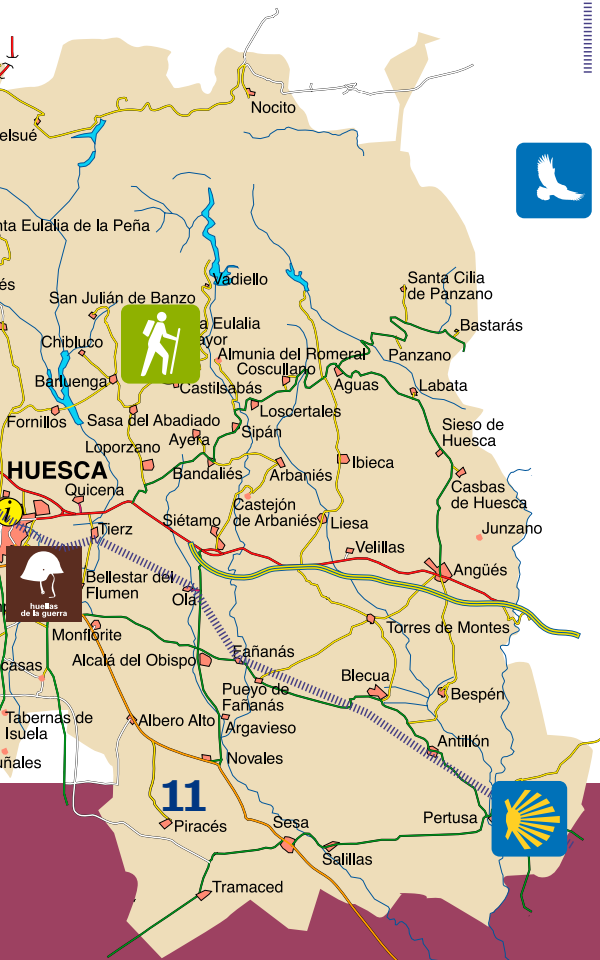 Nocito
elsué
nta Eulalia de la Peña
és
Vadiello
Santa Cilia
de Panzano
San Julián de Banzo
a Eulalia
ayor
Bastarás
Chibluco
Almunia del Romeral
Panzano
Coscullano
Barluenga
Castilsabás
Aguas
Labata
Loscertales
Fornillos
Sasa del Abadiado
Sieso de
Huesca
Ayera
Sipán
Loporzano
Ibieca
HUESCA
Bandaliés
Arbaniés
Casbas
de Huesca
Quicena
Castejón
de Arbaniés
i
Siétamo
Liesa
Junzano
Tierz
Velillas
Angüés
huellas
de la guerra
Bellestar del
Flumen
Ola
Monflorite
Torres de Montes
Fañanás
Alcalá del Obispo
casas
Blecua
Pueyo de
Fañanás
Bespén
Tabernas de
Isuela
Albero Alto
Argavieso
Antillón
uñales
Novales
11
Piracés
Sesa
Pertusa
Salillas
Tramaced